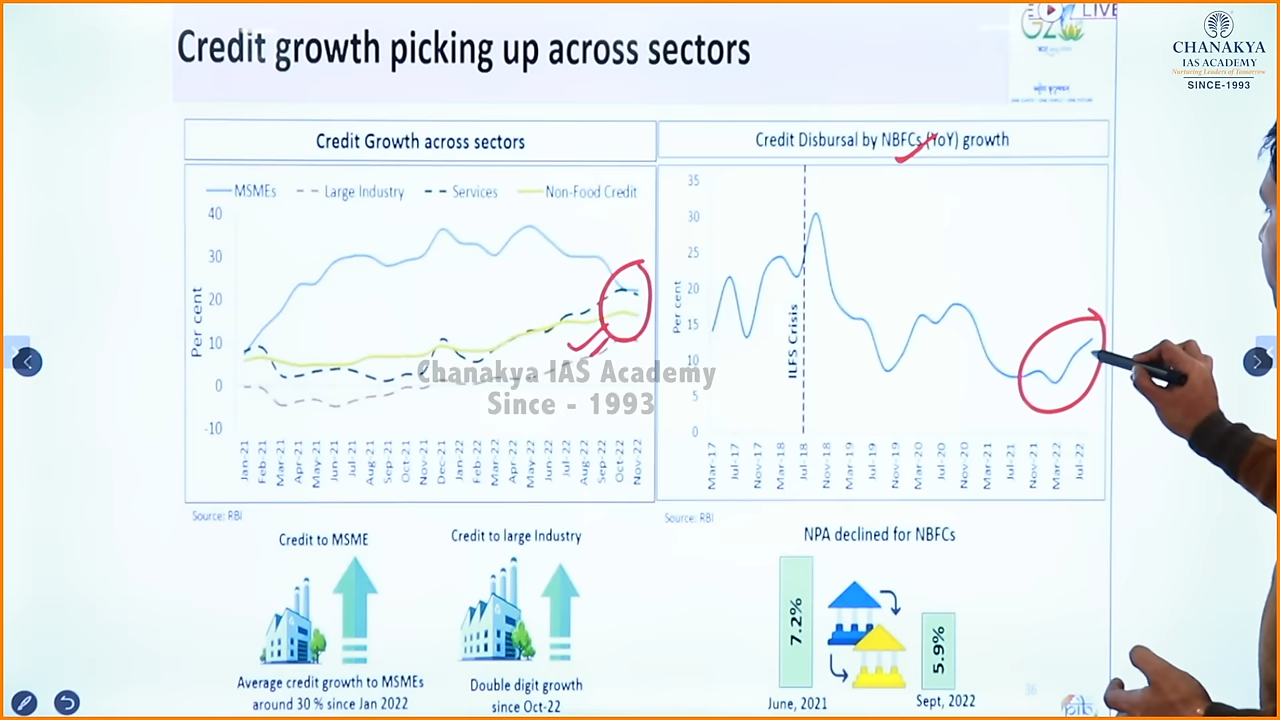 LIVE
Credit growth picking up across sectors
CHANAKYA
IAS ACADEMY
Nurturing Leaders of Tomorrow
SINCE-1993
Credit Growth across sectors
Credit Disbursal by NBFCs (YoY) growth
MSMEs
Large Industry
Services
Non-Food Credit
Per cent
40
30
20
10
0
-10
Jan-21
Feb-21
Mar-21
Apr-21
May-21
Jun-21
Jul-21
Aug-21
Sep-21
Oct-21
Nov-21
Dec-21
Jan-22
Feb-22
Mar-22
Apr-22
May-22
Jun-22
Jul-22
Aug-22
Sep-22
Oct-22
Nov-22
Per cent
35
30
25
20
15
10
5
0
ILFS Crisis
Mar-17
Jul-17
Nov-17
Mar-18
Jul-18
Nov-18
Mar-19
Jul-19
Nov-19
Mar-20
Jul-20
Nov-20
Mar-21
Jul-21
Nov-21
Mar-22
Jul-22
Chanakya IAS Academy
Since - 1993
Source: RBI
Source: RBI
Credit to MSME
Credit to large Industry
NPA declined for NBFCs
7.2%
5.9%
Average credit growth to MSMEs
around 30 % since Jan 2022
Double digit growth
since Oct-22
June, 2021
Sept, 2022
36